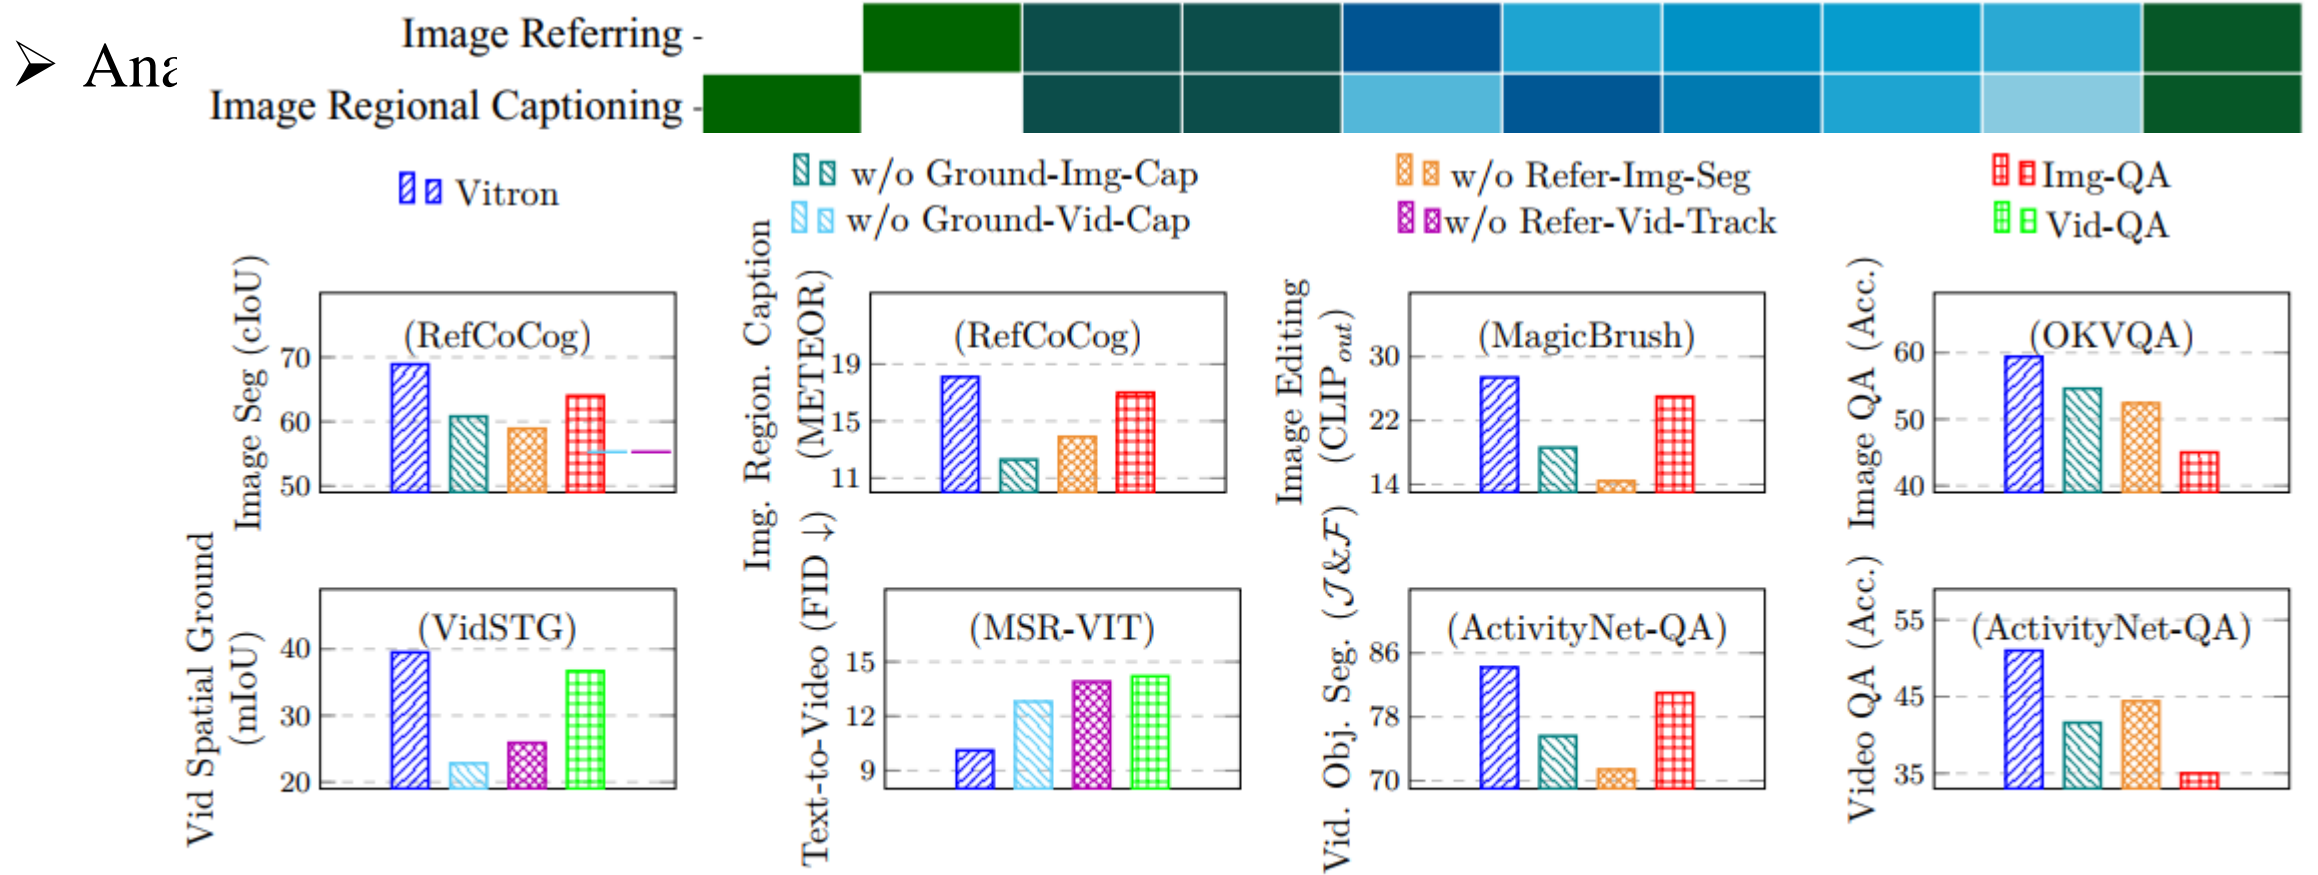 Image Referring -
➢ Ana
Image Regional Captioning -
Vitron
w/o Ground-Img-Cap
w/o Refer-Img-Seg
Img-QA
w/o Ground-Vid-Cap
w/o Refer-Vid-Track
Vid-QA
Image Seg (cIoU)
(RefCoCog)
70
60
50
Img. Region. Caption
(METEOR)
(RefCoCog)
19
15
11
Image Editing
(CLIPout)
(MagicBrush)
30
22
14
Image QA (Acc.)
(OKVQA)
60
50
40
Vid Spatial Ground
(mIoU)
(VidSTG)
40
30
20
Text-to-Video (FID ↓)
(MSR-VIT)
15
12
9
Vid. Obj. Seg. (J&F)
(ActivityNet-QA)
86
78
70
Video QA (Acc.)
(ActivityNet-QA)
55
45
35